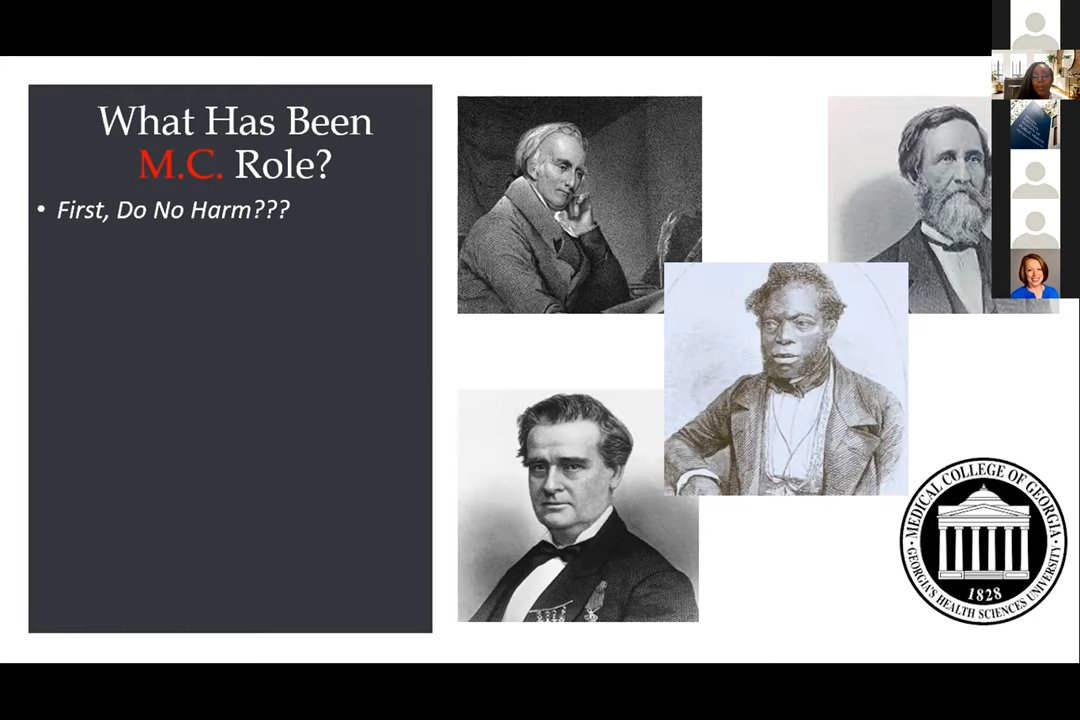 What Has Been
M.C. Role?
• First, Do No Harm???
·MEDICAL COLLEGE OF GEORGIA·
1828
GEORGIA'S HEALTH SCIENCES UNIVERSITY